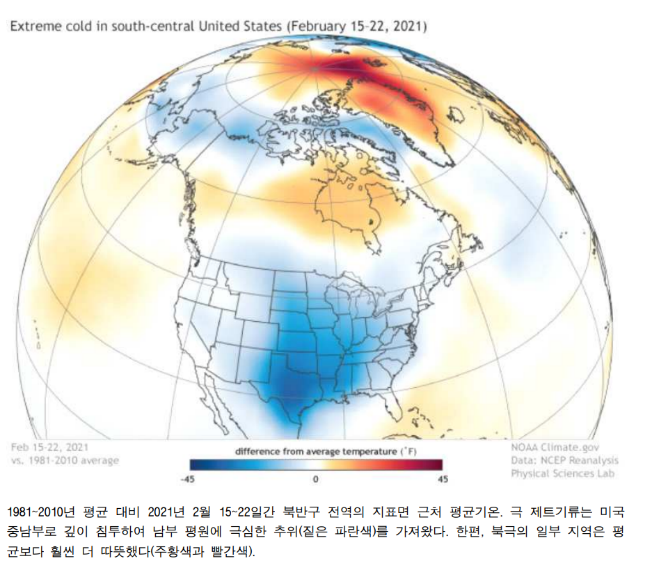 Extreme cold in south-central United States (February 15-22, 2021)
Feb 15-22, 2021
vs. 1981-2010 average
difference from average temperature (°F)
-45 0 45
NOAA Climate.gov
Data: NCEP Reanalysis
Physical Sciences Lab
1981-2010년 평균 대비 2021년 2월 15-22일간 북반구 전역의 지표면 근처 평균기온. 극 제트기류는 미국
중남부로 깊이 침투하여 남부 평원에 극심한 추위(짙은 파란색)를 가져왔다. 한편, 북극의 일부 지역은 평
균보다 훨씬 더 따뜻했다(주황색과 빨간색).